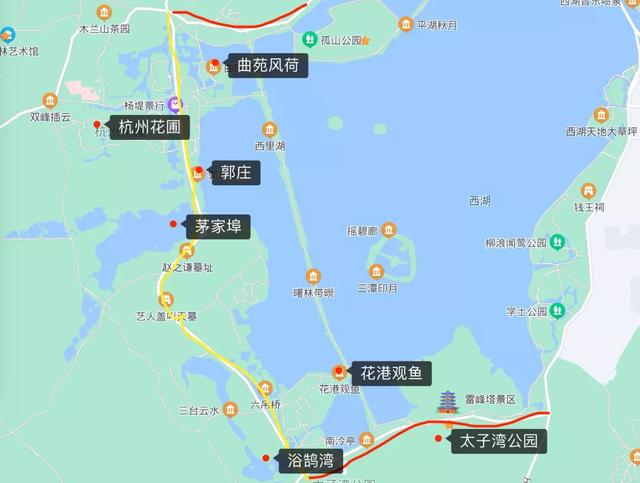 西湖音乐喷泉
木兰山茶园
平湖秋月
孤山公园
林艺术馆
曲苑风荷
杨堤景行
双峰插云
杭州花圃
西湖天地大草坪
西里湖
郭庄
钱王祠
西湖
茅家埠
摇碧廊
柳浪闻莺公园
赵之谦墓址
曙林带暝
三潭印月
艺人盖叫天墓
学士公园
花港观鱼
花港观鱼
六吊桥
雷峰塔景区
三台云水
南泠亭
太子湾公园
浴鹄湾
太子湾公园